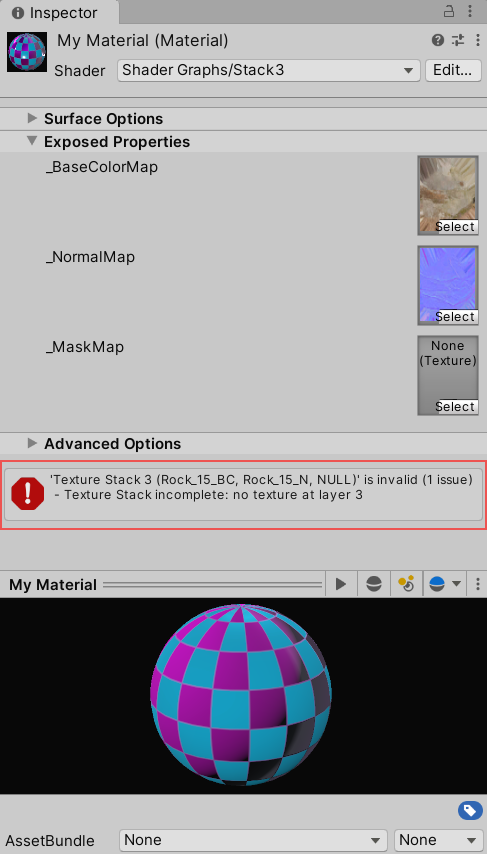 Inspector
My Material (Material)
Shader
Shader Graphs/Stack3
Edit...
Surface Options
Exposed Properties
_BaseColorMap
Select
_NormalMap
Select
_MaskMap
None
(Texture)
Select
Advanced Options
'Texture Stack 3 (Rock_15_BC, Rock_15_N, NULL)' is invalid (1 issue)
- Texture Stack incomplete: no texture at layer 3
My Material
AssetBundle
None
None